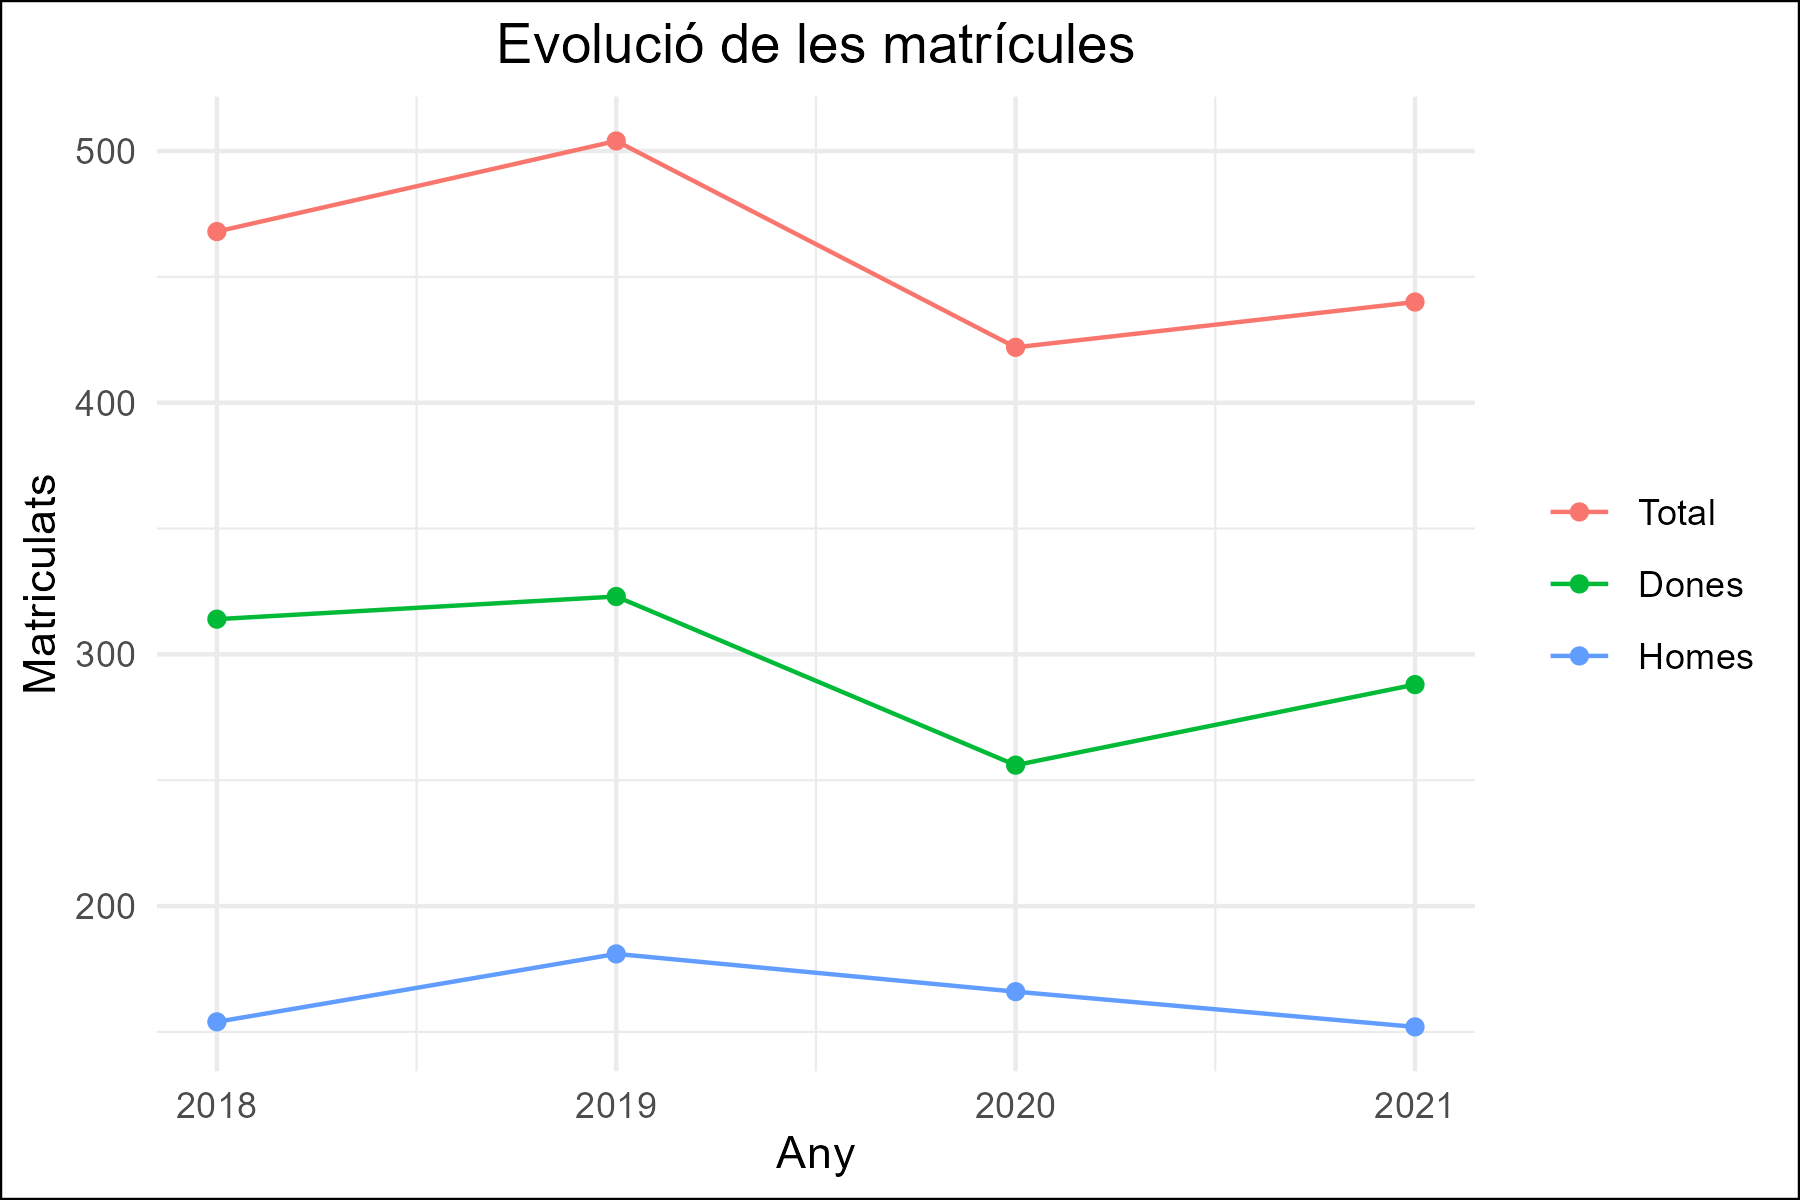 Evolució de les matrícules
500
400
300
200
Matriculats
2018 2019 2020 2021
Any
Total
Dones
Homes